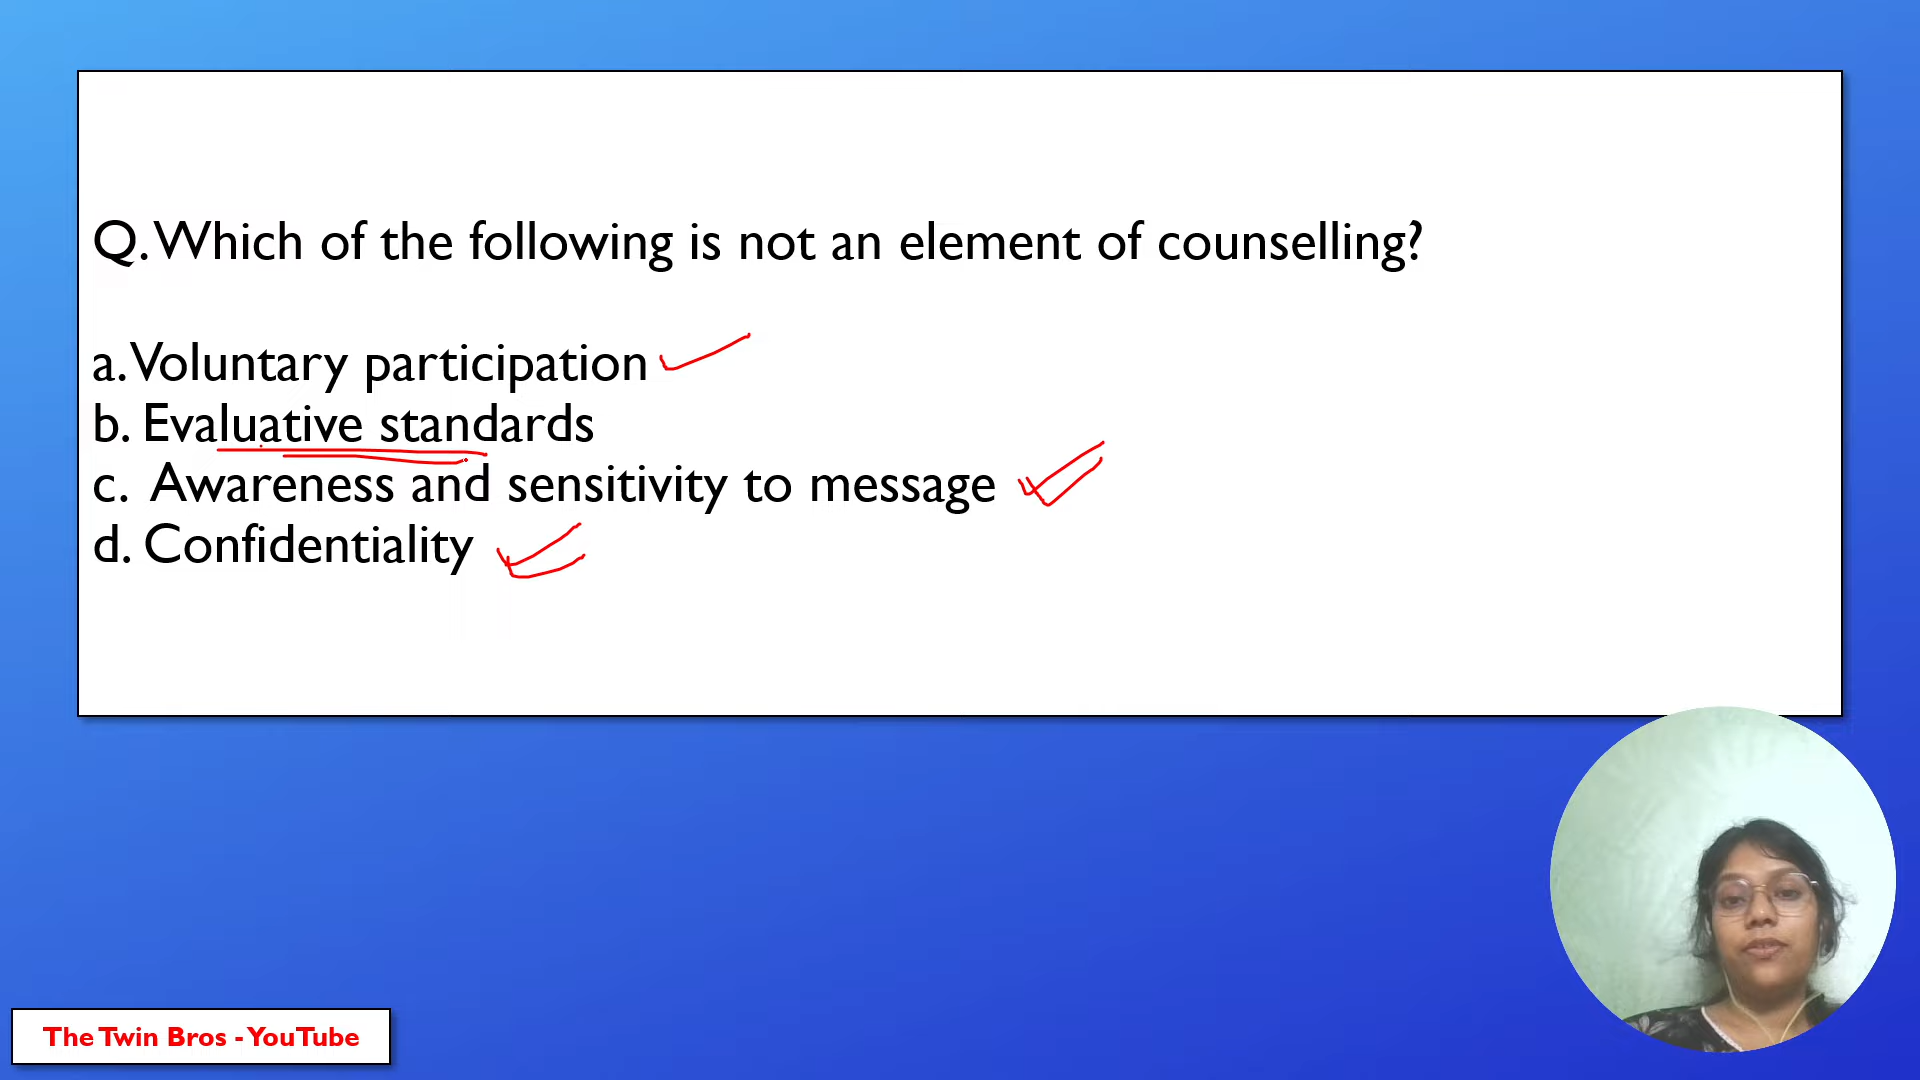 Q. Which of the following is not an element of counselling?
a. Voluntary participation
b. Evaluative standards
c. Awareness and sensitivity to message
d. Confidentiality
The Twin Bros - YouTube